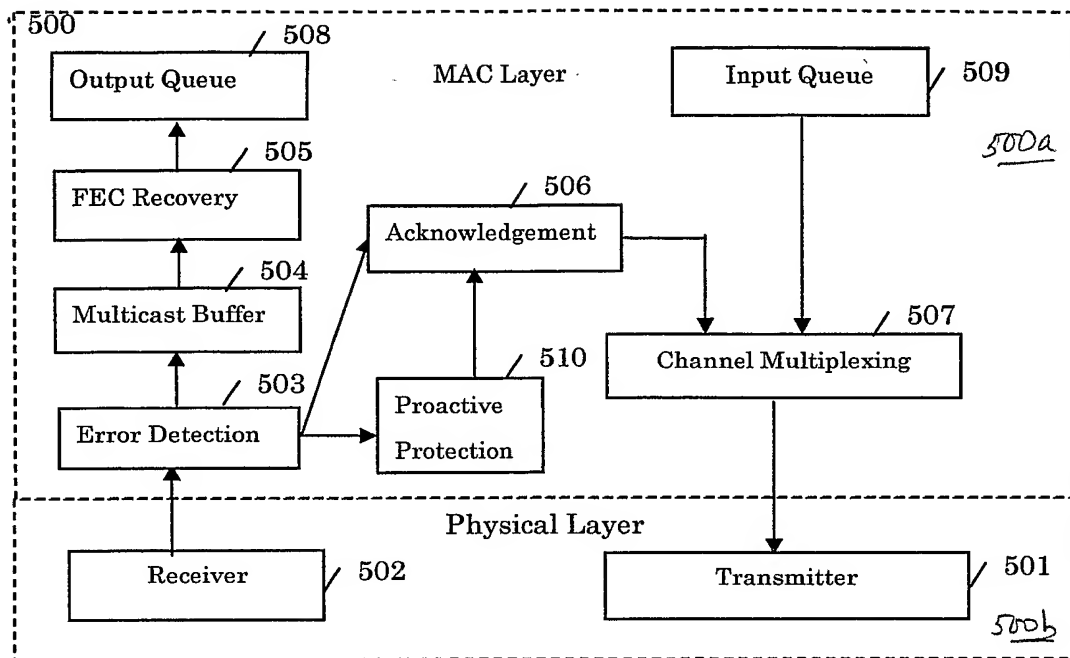 500
508
Output Queue
MAC Layer
Input Queue
509
500a
505
FEC Recovery
506
Acknowledgement
504
Multicast Buffer
507
Channel Multiplexing
503
Error Detection
510
Proactive
Protection
Physical Layer
Receiver
502
Transmitter
501
500b